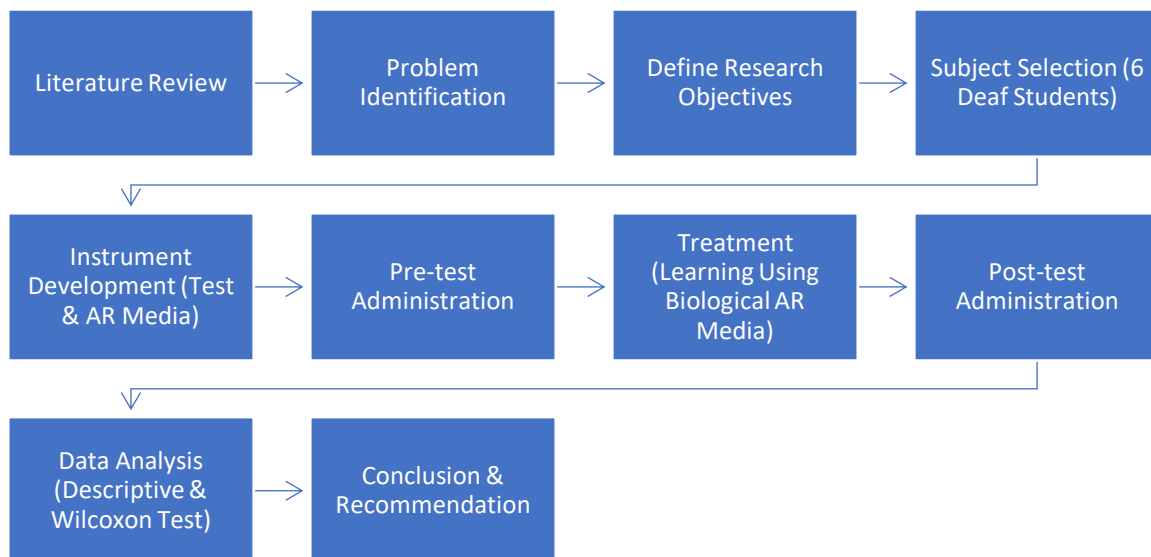 Literature Review
Problem
Identification
Define Research
Objectives
Subject Selection (6
Deaf Students)
Instrument
Development (Test
& AR Media)
Pre-test
Administration
Treatment
(Learning Using
Biological AR
Media)
Post-test
Administration
Data Analysis
(Descriptive &
Wilcoxon Test)
Conclusion &
Recommendation